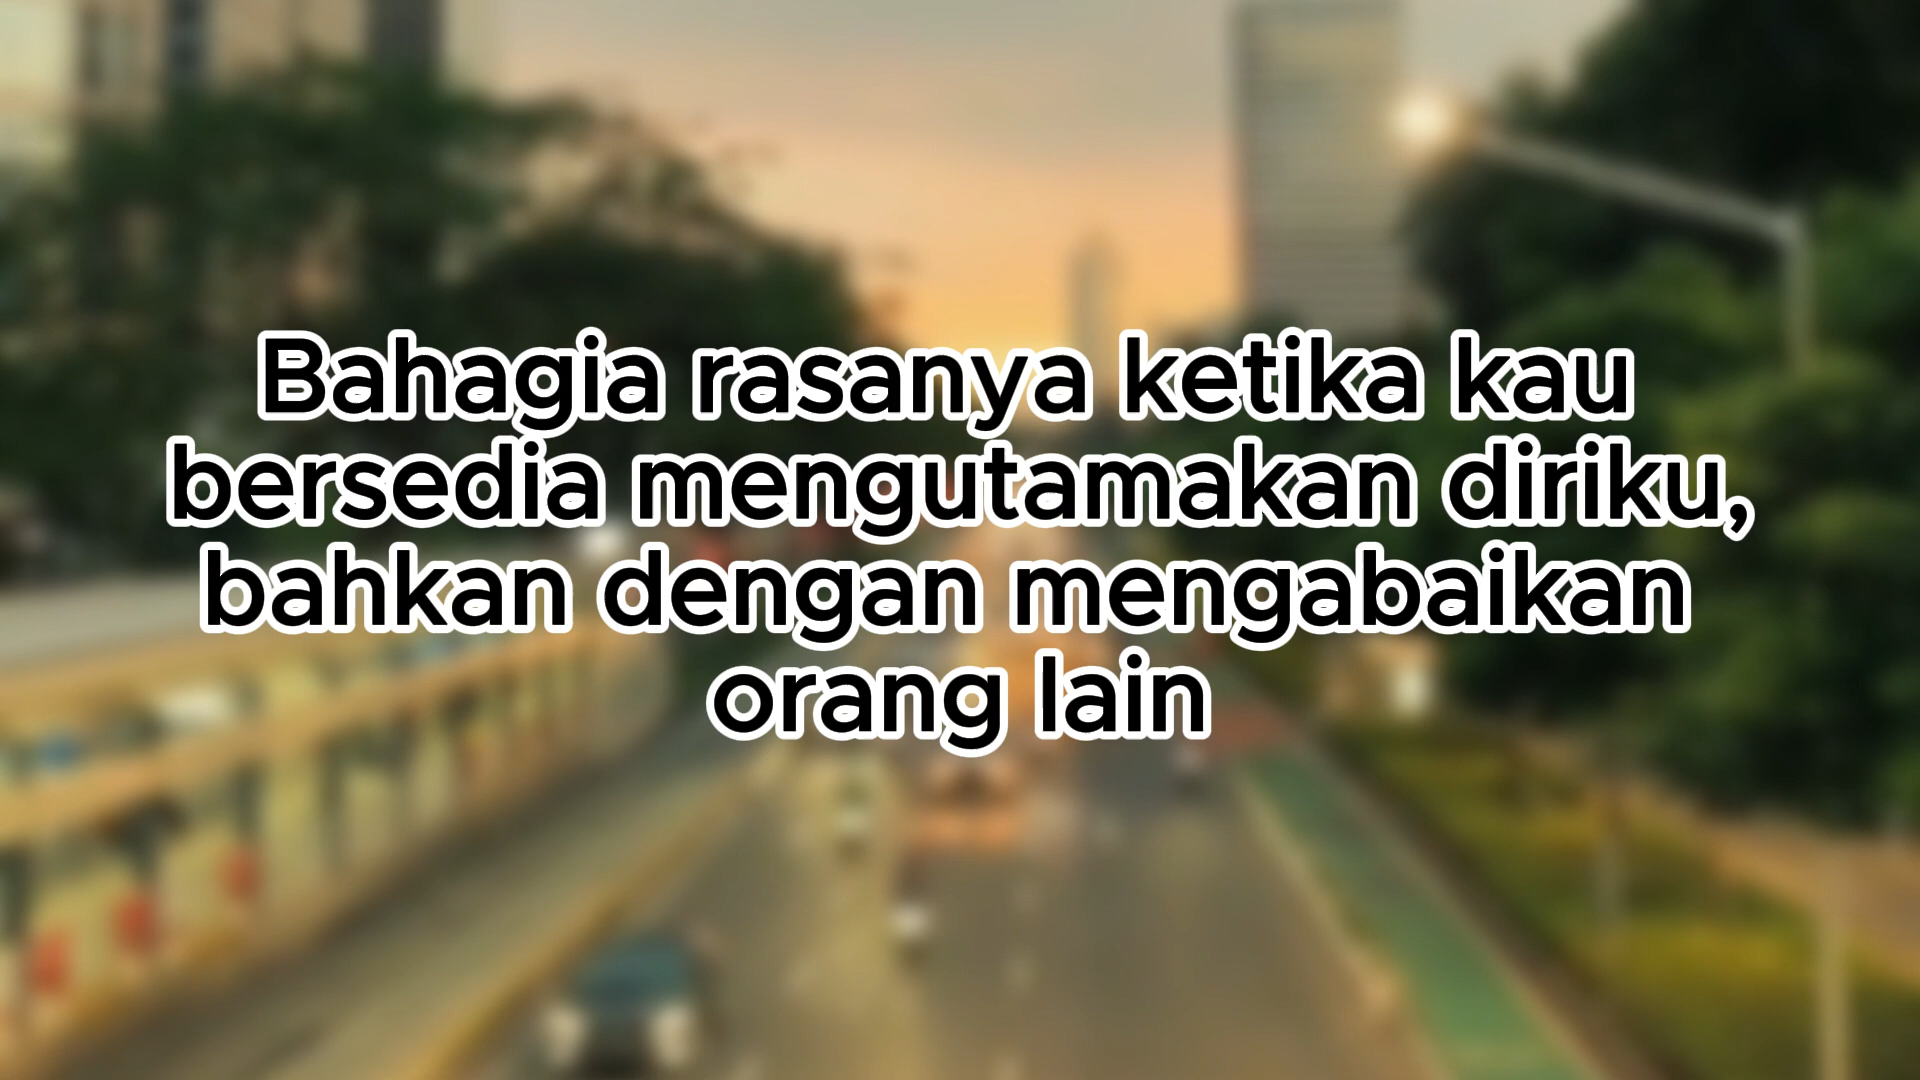 Bahagia rasanya ketika kau
bersedia mengutamakan diriku,
bahkan dengan mengabaikan
orang lain